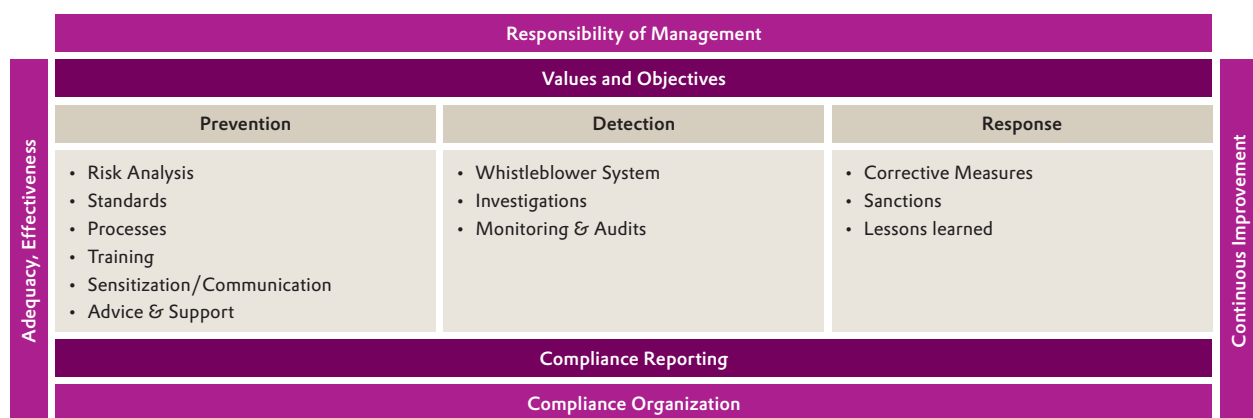 Responsibility of Management
Values and Objectives
Adequacy, Effectiveness
Prevention
• Risk Analysis
• Standards
• Processes
• Training
• Sensitization/Communication
• Advice & Support
Detection
• Whistleblower System
• Investigations
• Monitoring & Audits
Response
• Corrective Measures
• Sanctions
• Lessons learned
Continuous Improvement
Compliance Reporting
Compliance Organization